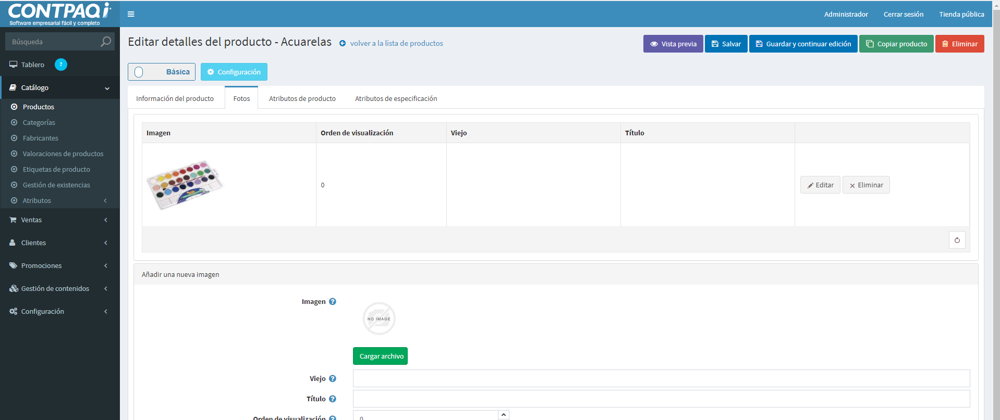 CONTPAQ i
Software empresarial fácil y completo
Administrador
Cerrar sesión
Tienda pública
Búsqueda
Tablero
?
Catálogo
Productos
Categorías
Fabricantes
Valoraciones de productos
Etiquetas de producto
Gestión de existencias
Atributos
Ventas
Clientes
Promociones
Gestión de contenidos
Configuración
Editar detalles del producto - Acuarelas
volver a la lista de productos
Vista previa
Salvar
Guardar y continuar edición
Copiar producto
Eliminar
Básica
Configuración
Información del producto
Fotos
Atributos de producto
Atributos de especificación
Imagen
Orden de visualización
Viejo
Título
0
Editar
Eliminar
Añadir una nueva imagen
Imagen ?
NO IMAGE
Cargar archivo
Viejo ?
Título ?
Orden de visualización ?
0